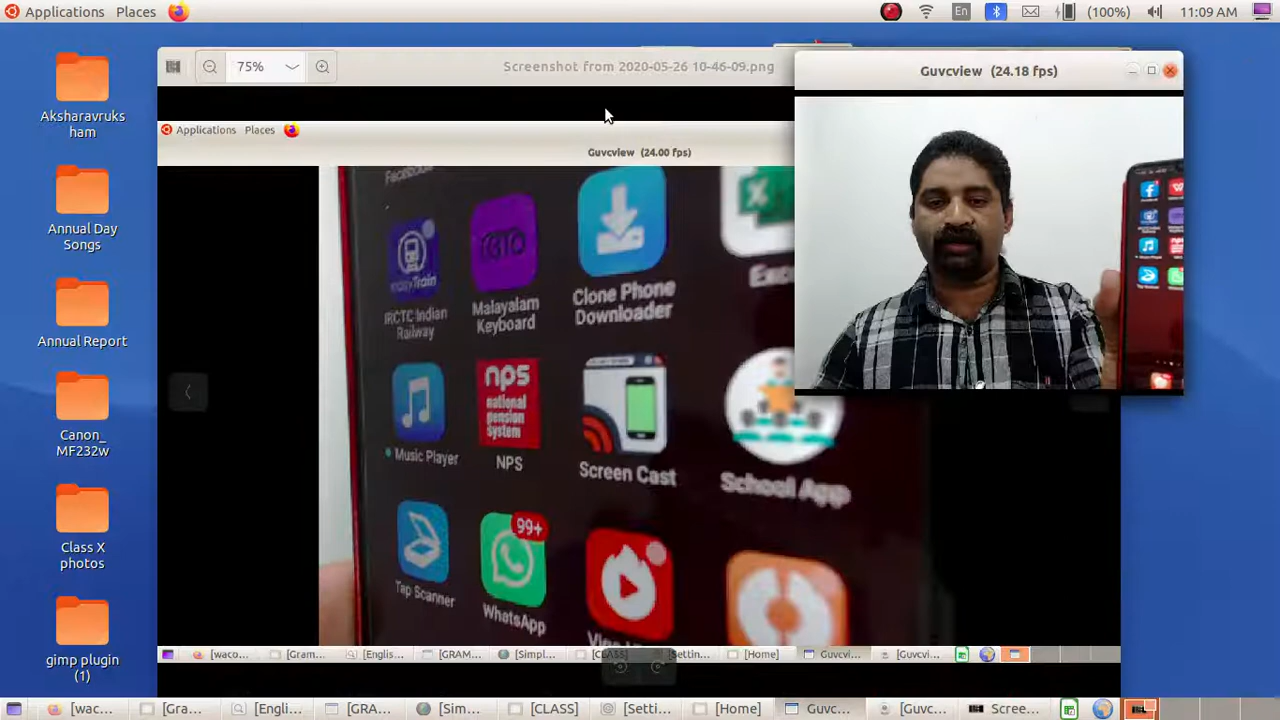 Applications Places En (100%) 11:09 AM
75% Screenshot from 2020-05-26 10-46-09.png
Guvcview (24.18 fps)
Applications Places
Guvcview (24.00 fps)
Aksharavruks
ham
Annual Day
Songs
Annual Report
Canon_
MF232w
Class X
photos
gimp plugin
(1)
Facebook
IRCTC Indian
Railway
Malayalam
Keyboard
Clone Phone
Downloader
Music Player
nps
national
pension
system
NPS
Screen Cast
School App
Tap Scanner
99+
WhatsApp
[waco... [Gram... [Englis... [GRAM... [Simpl... [CLASS] [Settin... [Home] Guvcvi... [Guvcvi...
[wac... [Gra... [Engli... [GRA... [Sim... [CLASS] [Setti... [Home] Guvc... [Guvc... Scree...